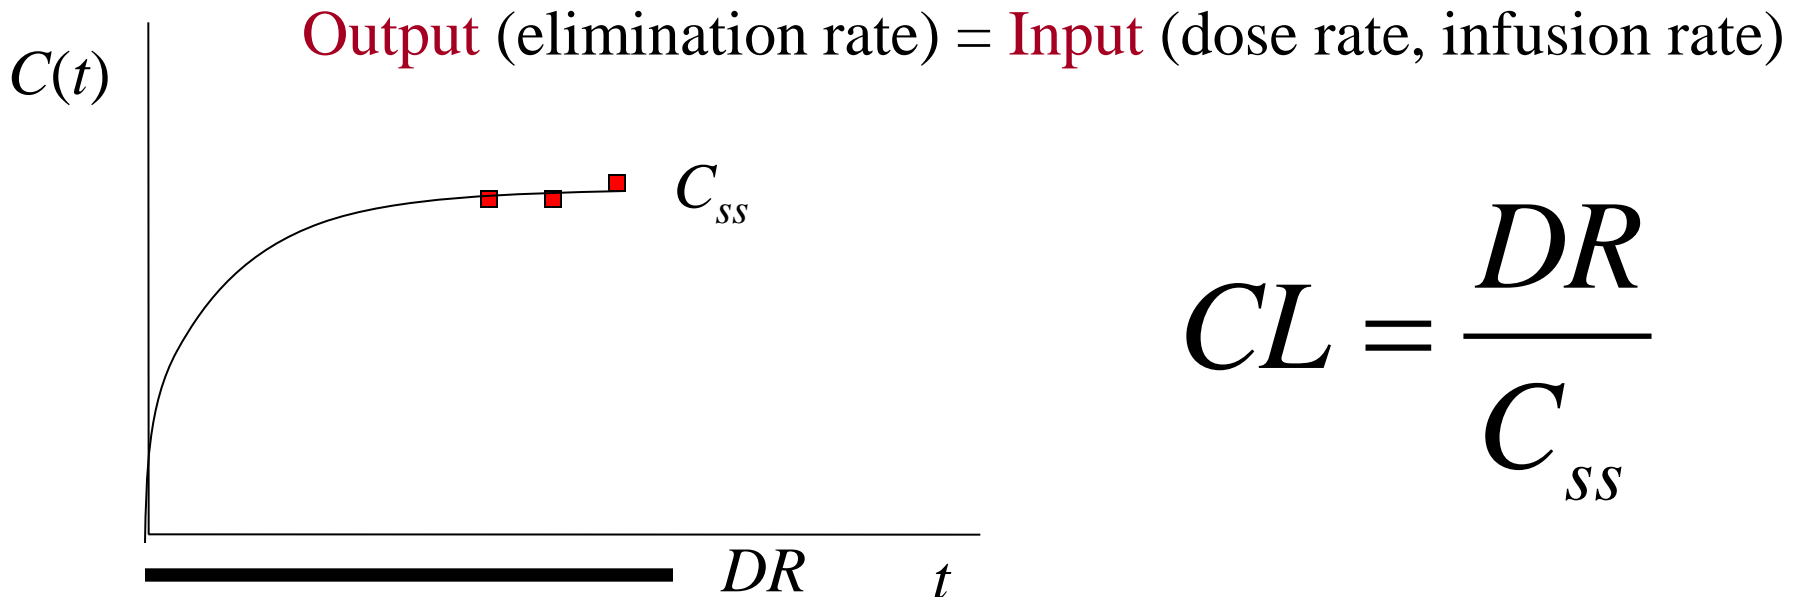 Output (elimination rate) = Input (dose rate, infusion rate)
C(t)
C_ss
CL = DR / C_ss
DR
t